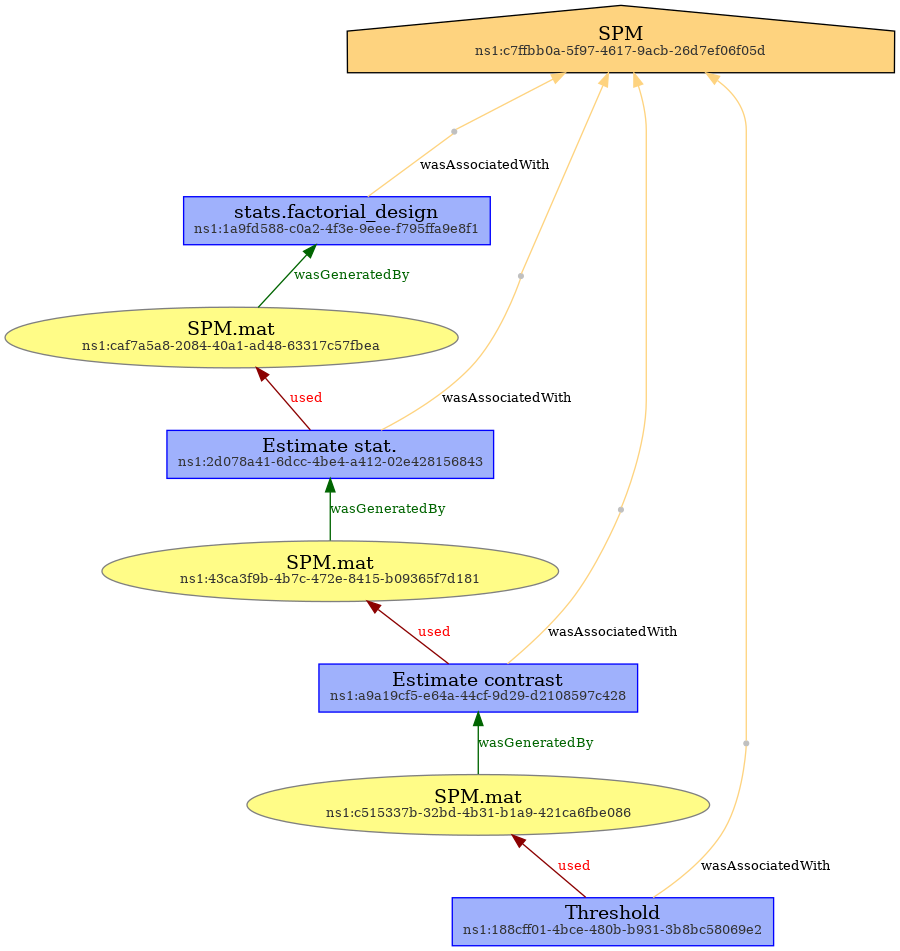 SPM
ns1:c7ffbb0a-5f97-4617-9acb-26d7ef06f05d
wasAssociatedWith
stats.factorial_design
ns1:1a9fd588-c0a2-4f3e-9eee-f795ffa9e8f1
wasGeneratedBy
SPM.mat
ns1:caf7a5a8-2084-40a1-ad48-63317c57fbea
used
wasAssociatedWith
Estimate stat.
ns1:2d078a41-6dcc-4be4-a412-02e428156843
wasGeneratedBy
SPM.mat
ns1:43ca3f9b-4b7c-472e-8415-b09365f7d181
used
wasAssociatedWith
Estimate contrast
ns1:a9a19cf5-e64a-44cf-9d29-d2108597c428
wasGeneratedBy
SPM.mat
ns1:c515337b-32bd-4b31-b1a9-421ca6fbe086
used
wasAssociatedWith
Threshold
ns1:188cff01-4bce-480b-b931-3b8bc58069e2